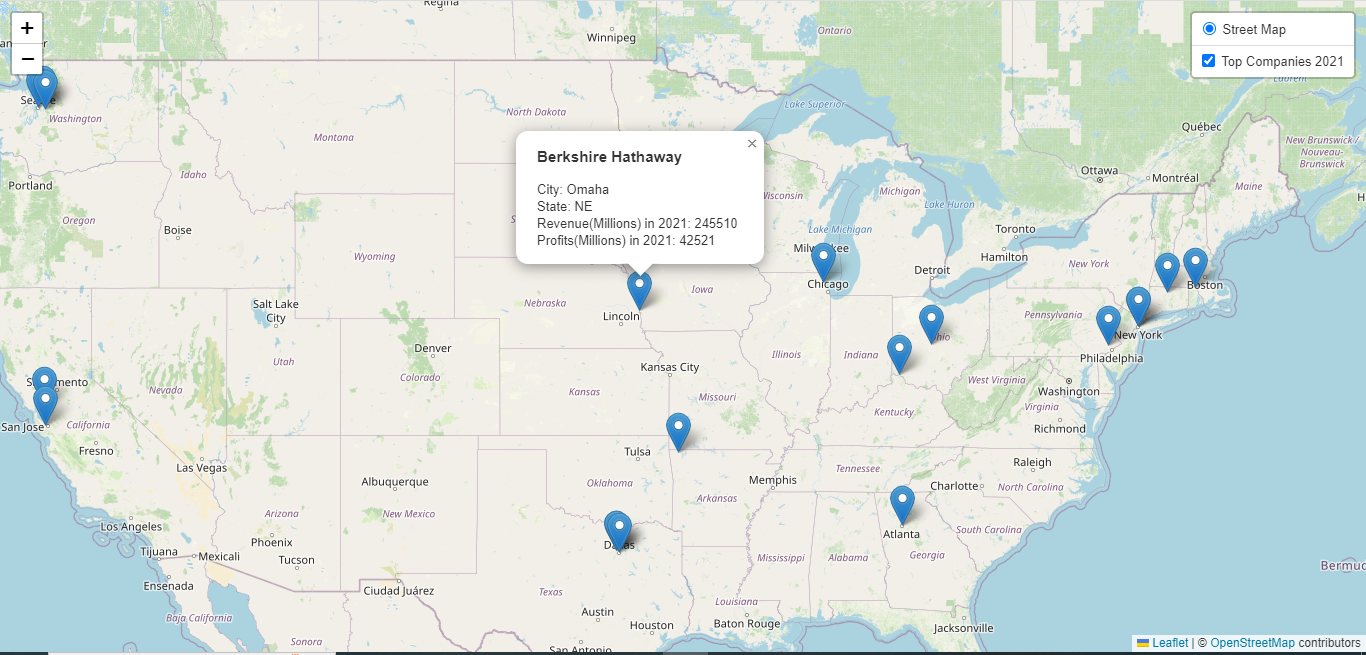 +
−
Street Map
Top Companies 2021
Berkshire Hathaway
×
City: Omaha
State: NE
Revenue(Millions) in 2021: 245510
Profits(Millions) in 2021: 42521
Regina
Winnipeg
Ontario
Washington
North Dakota
Lake Superior
Québec
Montana
New Brunswick /
Nouveau-
Brunswick
Portland
Idaho
Ottawa
Montréal
Maine
Oregon
Boise
Wisconsin
Michigan
Lake Huron
Lake Michigan
Toronto
Hamilton
Wyoming
Detroit
New York
Chicago
Boston
Salt Lake
City
Nebraska
Iowa
Lincoln
Pennsylvania
New York
Denver
Utah
Colorado
Illinois
Indiana
Philadelphia
Kansas City
West Virginia
Washington
Nevada
Kansas
Missouri
Virginia
Kentucky
San Jose
California
Richmond
Fresno
Tulsa
Las Vegas
Raleigh
Tennessee
Memphis
Albuquerque
Oklahoma
Charlotte
North Carolina
Arkansas
Arizona
New Mexico
Los Angeles
South Carolina
Atlanta
Phoenix
Tijuana
Mexicali
Tucson
Mississippi
Alabama
Georgia
Ensenada
Ciudad Juárez
Texas
Louisiana
Austin
Baja California
Houston
Baton Rouge
Jacksonville
Sonora
San Antonio
Leaflet | © OpenStreetMap contributors